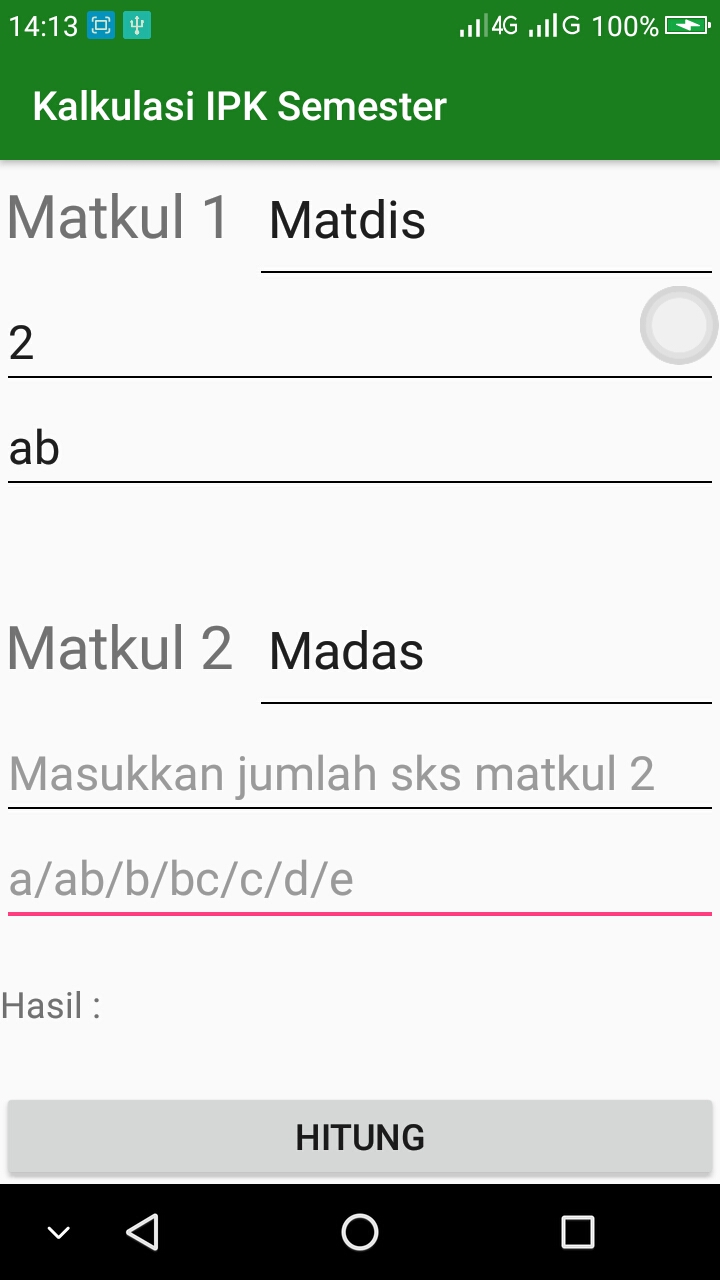 14:13 4G G 100%
Kalkulasi IPK Semester
Matkul 1 Matdis
2
ab
Matkul 2 Madas
Masukkan jumlah sks matkul 2
a/ab/b/bc/c/d/e
Hasil :
HITUNG